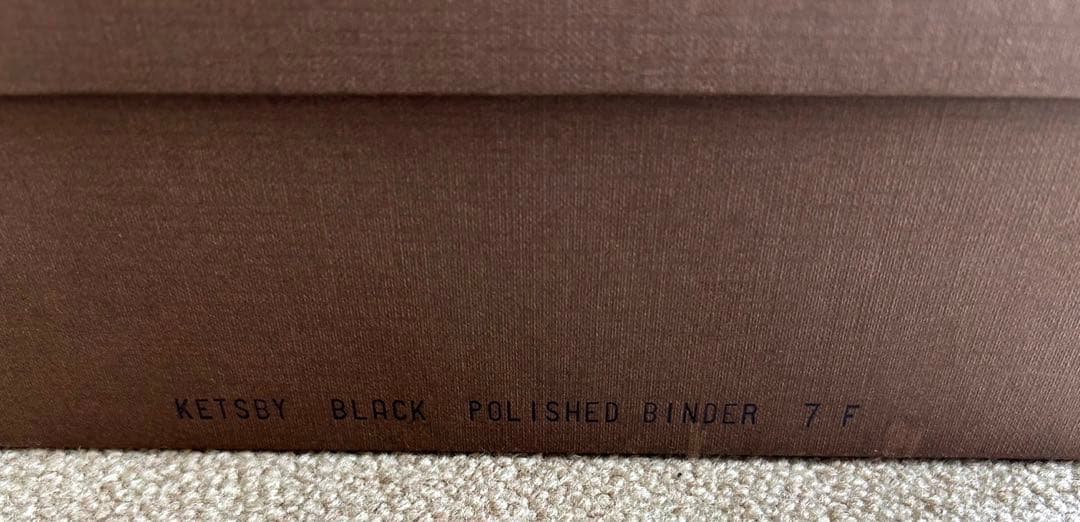 KETSBY BLACK POLISHED BINDER 7 F